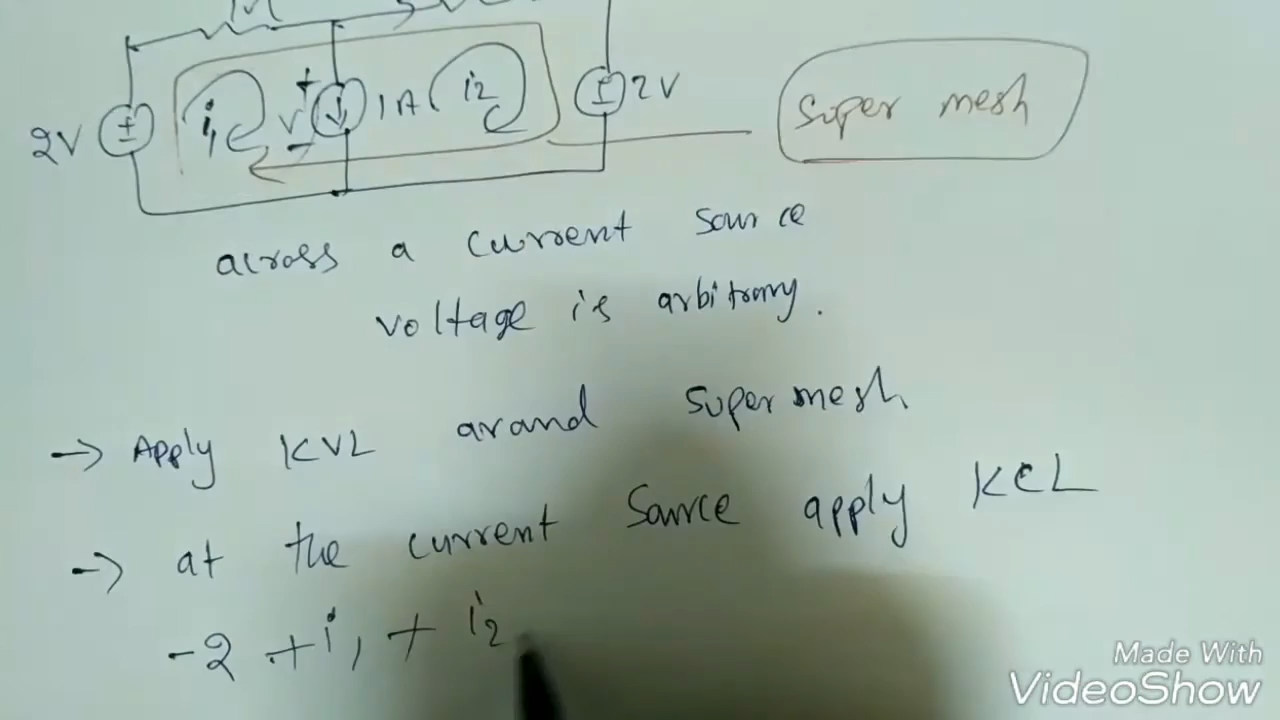 2V
+
-
i1
V
1A
i2
2V
super mesh
across a current source
voltage is arbitrary.
-> Apply KVL around supermesh
-> at the current source apply KCL
-2 + i1 + i2
Made With
VideoShow